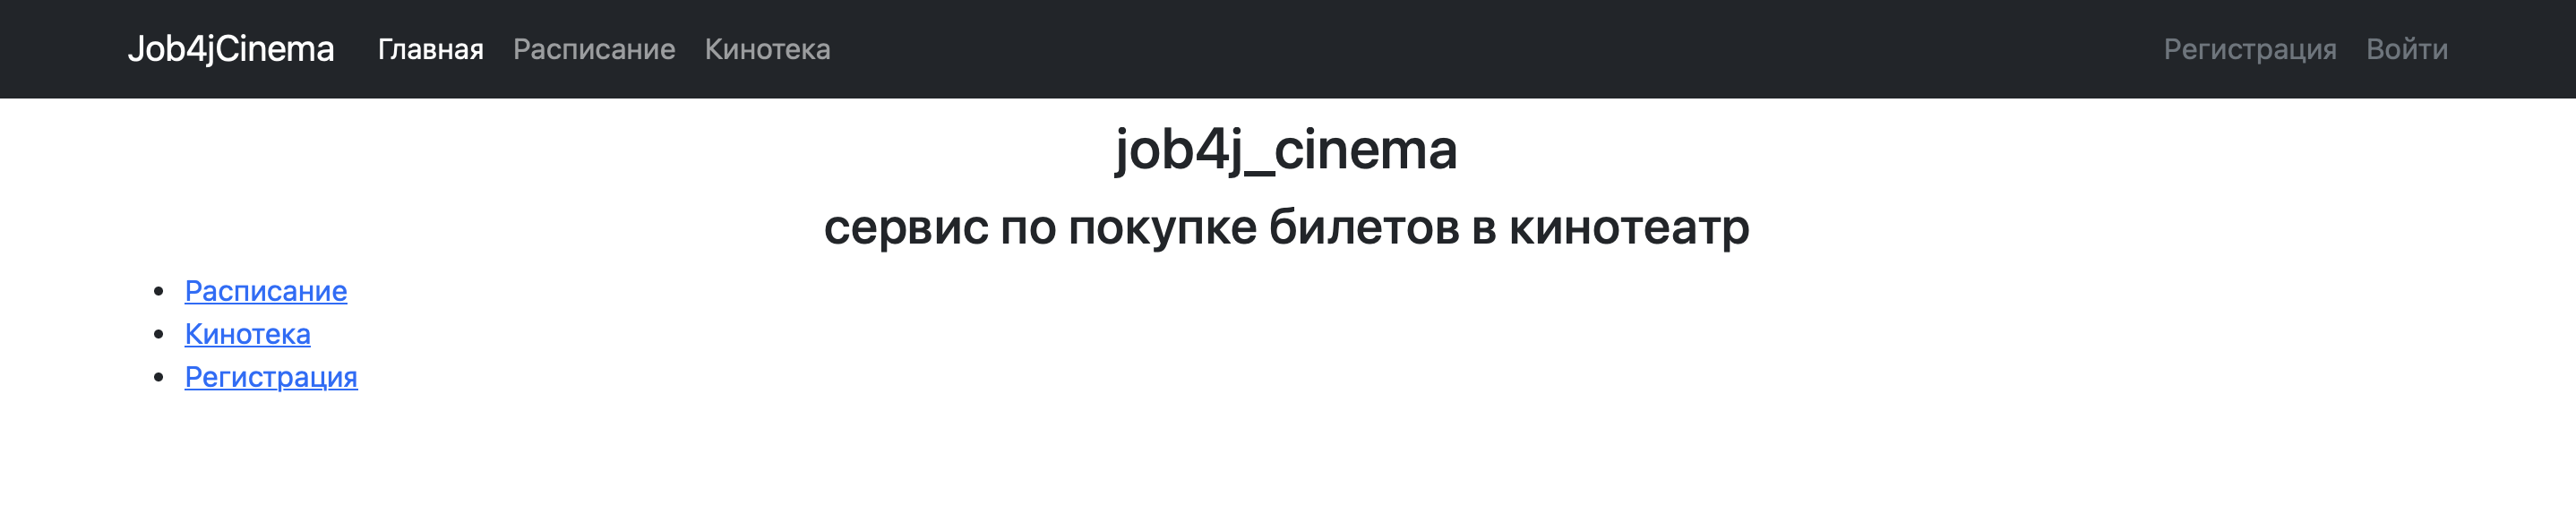 Job4jCinema Главная Расписание Кинотека Регистрация Войти
job4j_cinema
сервис по покупке билетов в кинотеатр
Расписание
Кинотека
Регистрация